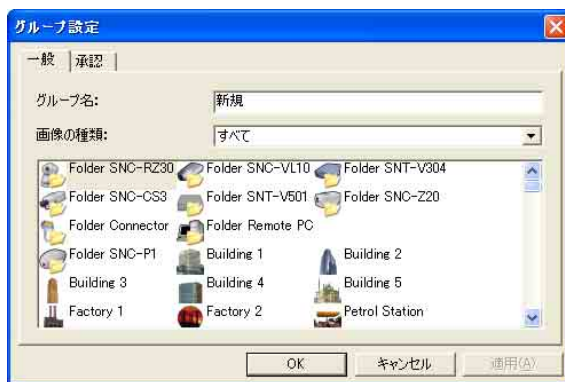 グループ設定
一般 承認
グループ名: 新規
画像の種類: すべて
Folder SNC-RZ30 Folder SNC-VL10 Folder SNT-V304
Folder SNC-CS3 Folder SNT-V501 Folder SNC-Z20
Folder Connector Folder Remote PC
Folder SNC-P1 Building 1 Building 2
Building 3 Building 4 Building 5
Factory 1 Factory 2 Petrol Station
OK キャンセル 適用(A)